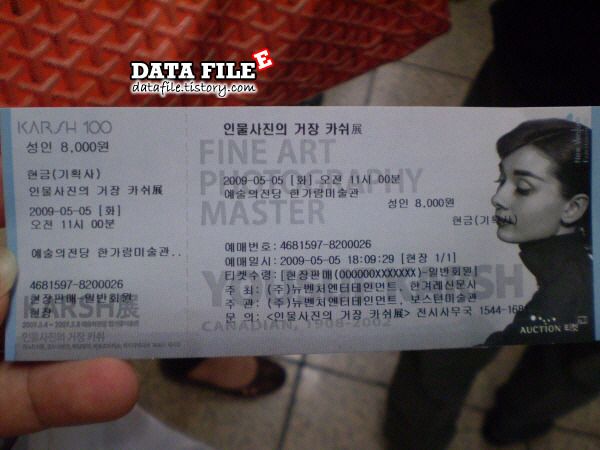 DATA FILE E
datafile.tistory.com
KARSH 100
성인 8,000원
현금(기획사)
인물사진의 거장 카쉬展
2009-05-05 [화]
오전 11시 00분
예술의전당 한가람미술관..
4681597-8200026
현장판매-일반회원
현장
KARSH展
인물사진의 거장 카쉬
인물사진의 거장 카쉬展
FINE ART
PHOTOGRAPHY
MASTER
2009-05-05 [화] 오전 11시 00분
예술의전당 한가람미술관
성인 8,000원
현금(기획사)
예매번호: 4681597-8200026
예매일시: 2009-05-05 18:09:29 [현장 1/1]
티켓수령: [현장판매(000000XXXXXXX)-일반회원]
주 최: (주)뉴벤처엔터테인먼트, 한겨레신문사
주 관: (주)뉴벤처엔터테인먼트, 보스턴미술관
문 의: <인물사진의 거장 카쉬展> 전시사무국 1544-168
CANADIAN, 1908-2002
AUCTION 티켓